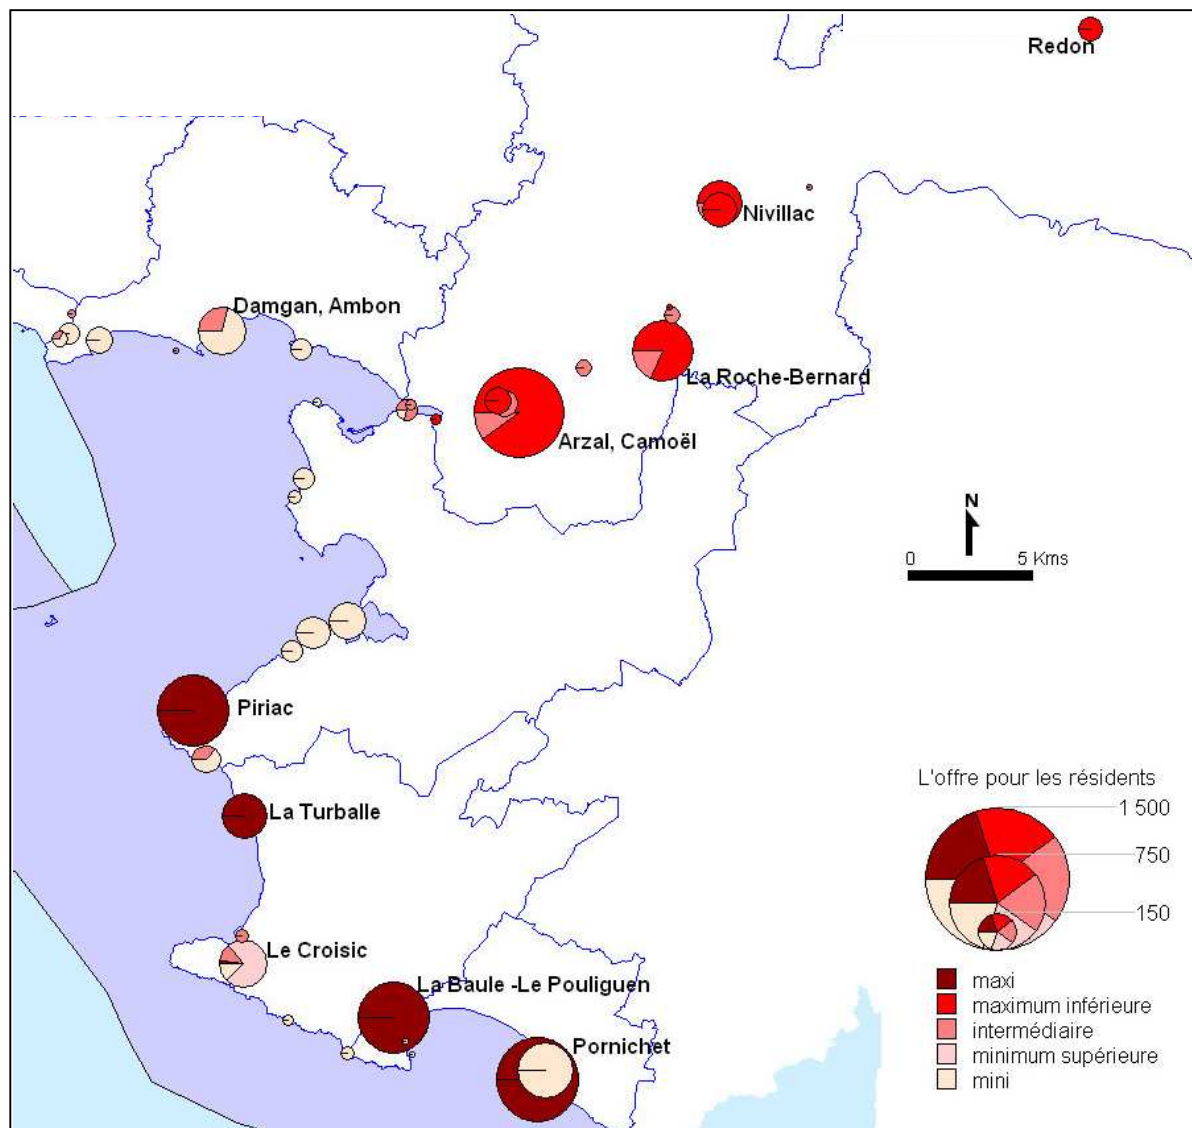 Redon
Nivillac
Damgan, Ambon
La Roche-Bernard
Arzal, Camoël
N
0 5 Kms
Piriac
La Turballe
L'offre pour les résidents
1 500
750
150
Le Croisic
La Baule -Le Pouliguen
Pornichet
maxi
maximum inférieure
intermédiaire
minimum supérieure
mini